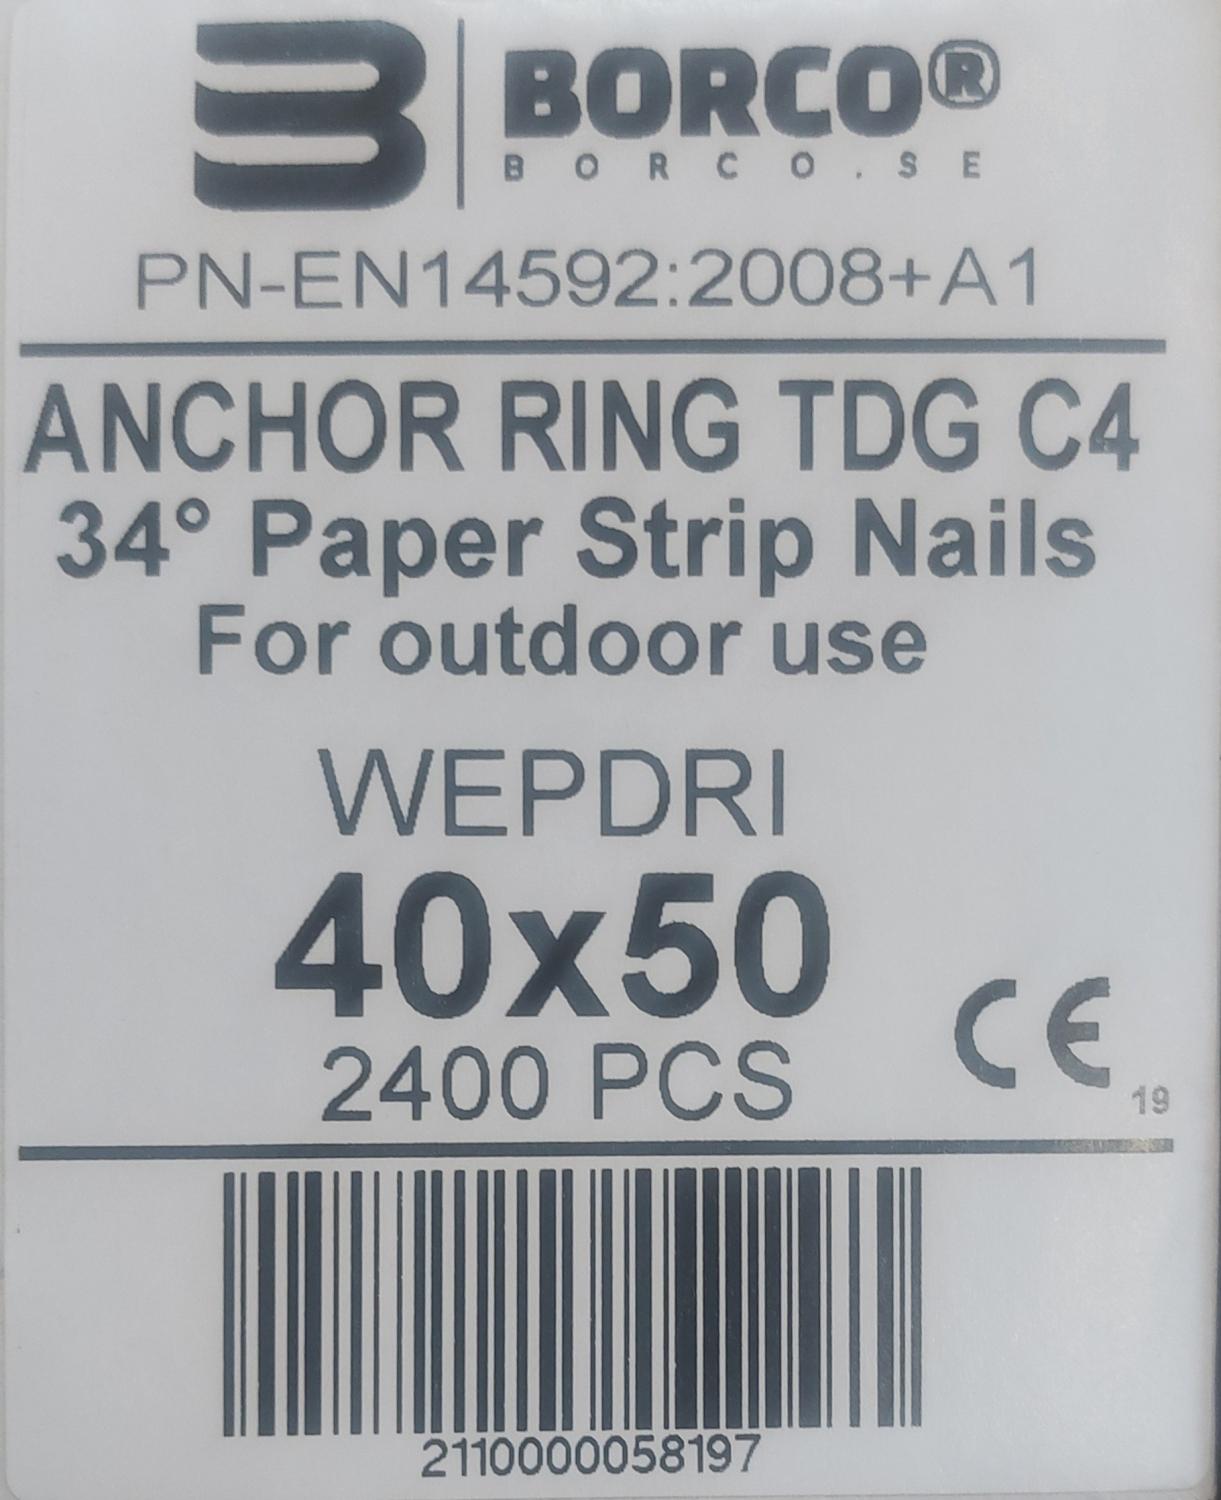 BORCO®
BORCO.SE
PN-EN14592:2008+A1
ANCHOR RING TDG C4
34° Paper Strip Nails
For outdoor use
WEPDRI
40x50
2400 PCS
CE
19
2110000058197